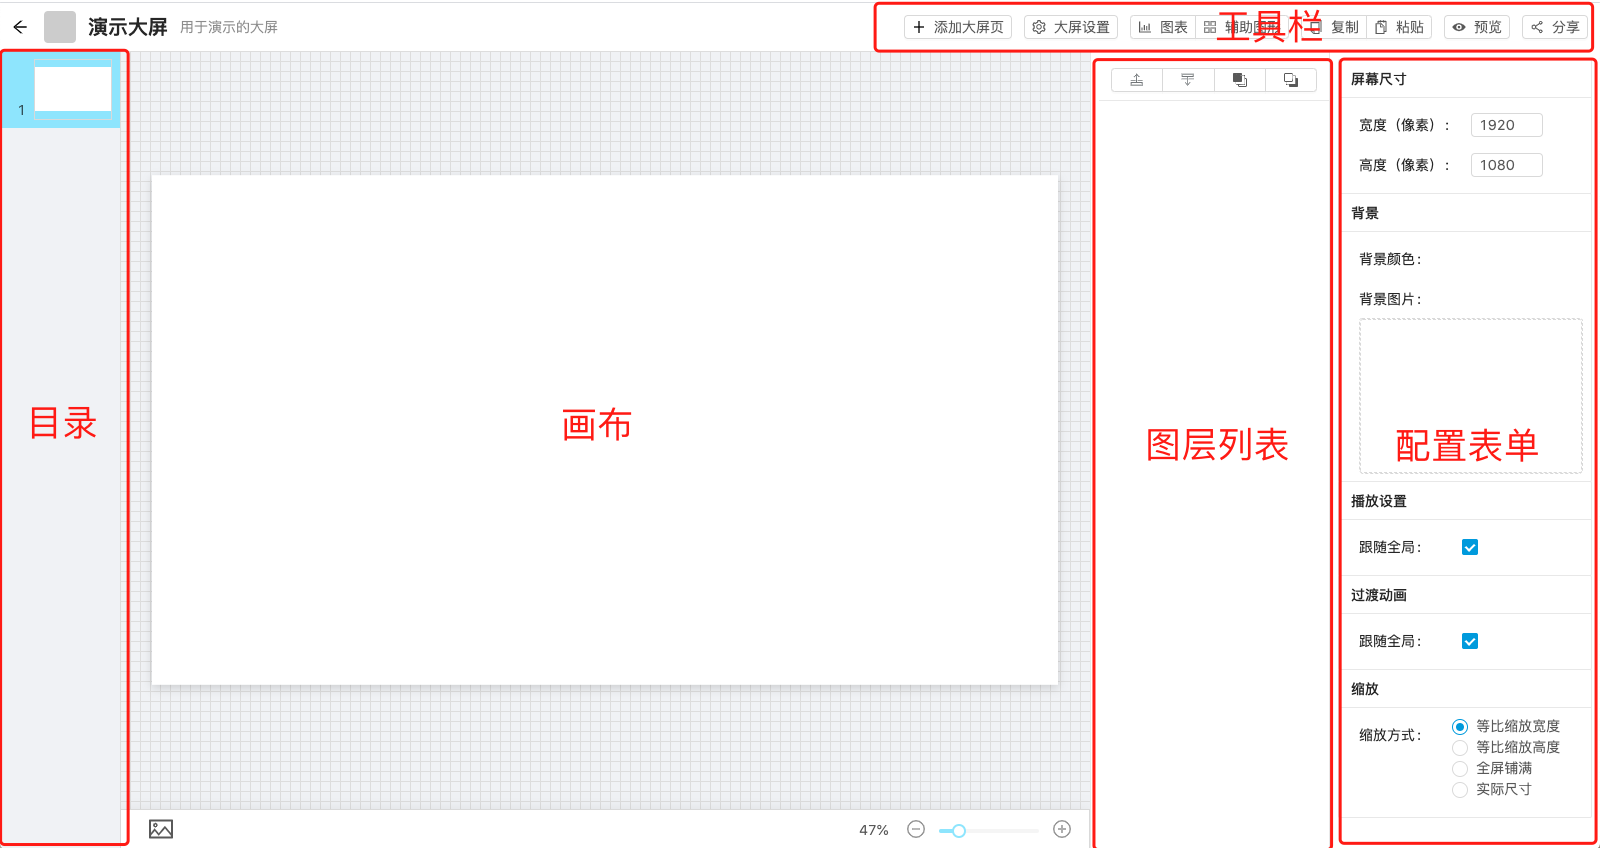 演示大屏 用于演示的大屏
添加大屏页 大屏设置 图表 辅助图形 复制 粘贴 预览 分享
工具栏
1
目录
画布
47%
图层列表
屏幕尺寸
宽度（像素）: 1920
高度（像素）: 1080
背景
背景颜色:
背景图片:
配置表单
播放设置
跟随全局:
过渡动画
跟随全局:
缩放
缩放方式: 等比缩放宽度
等比缩放高度
全屏铺满
实际尺寸